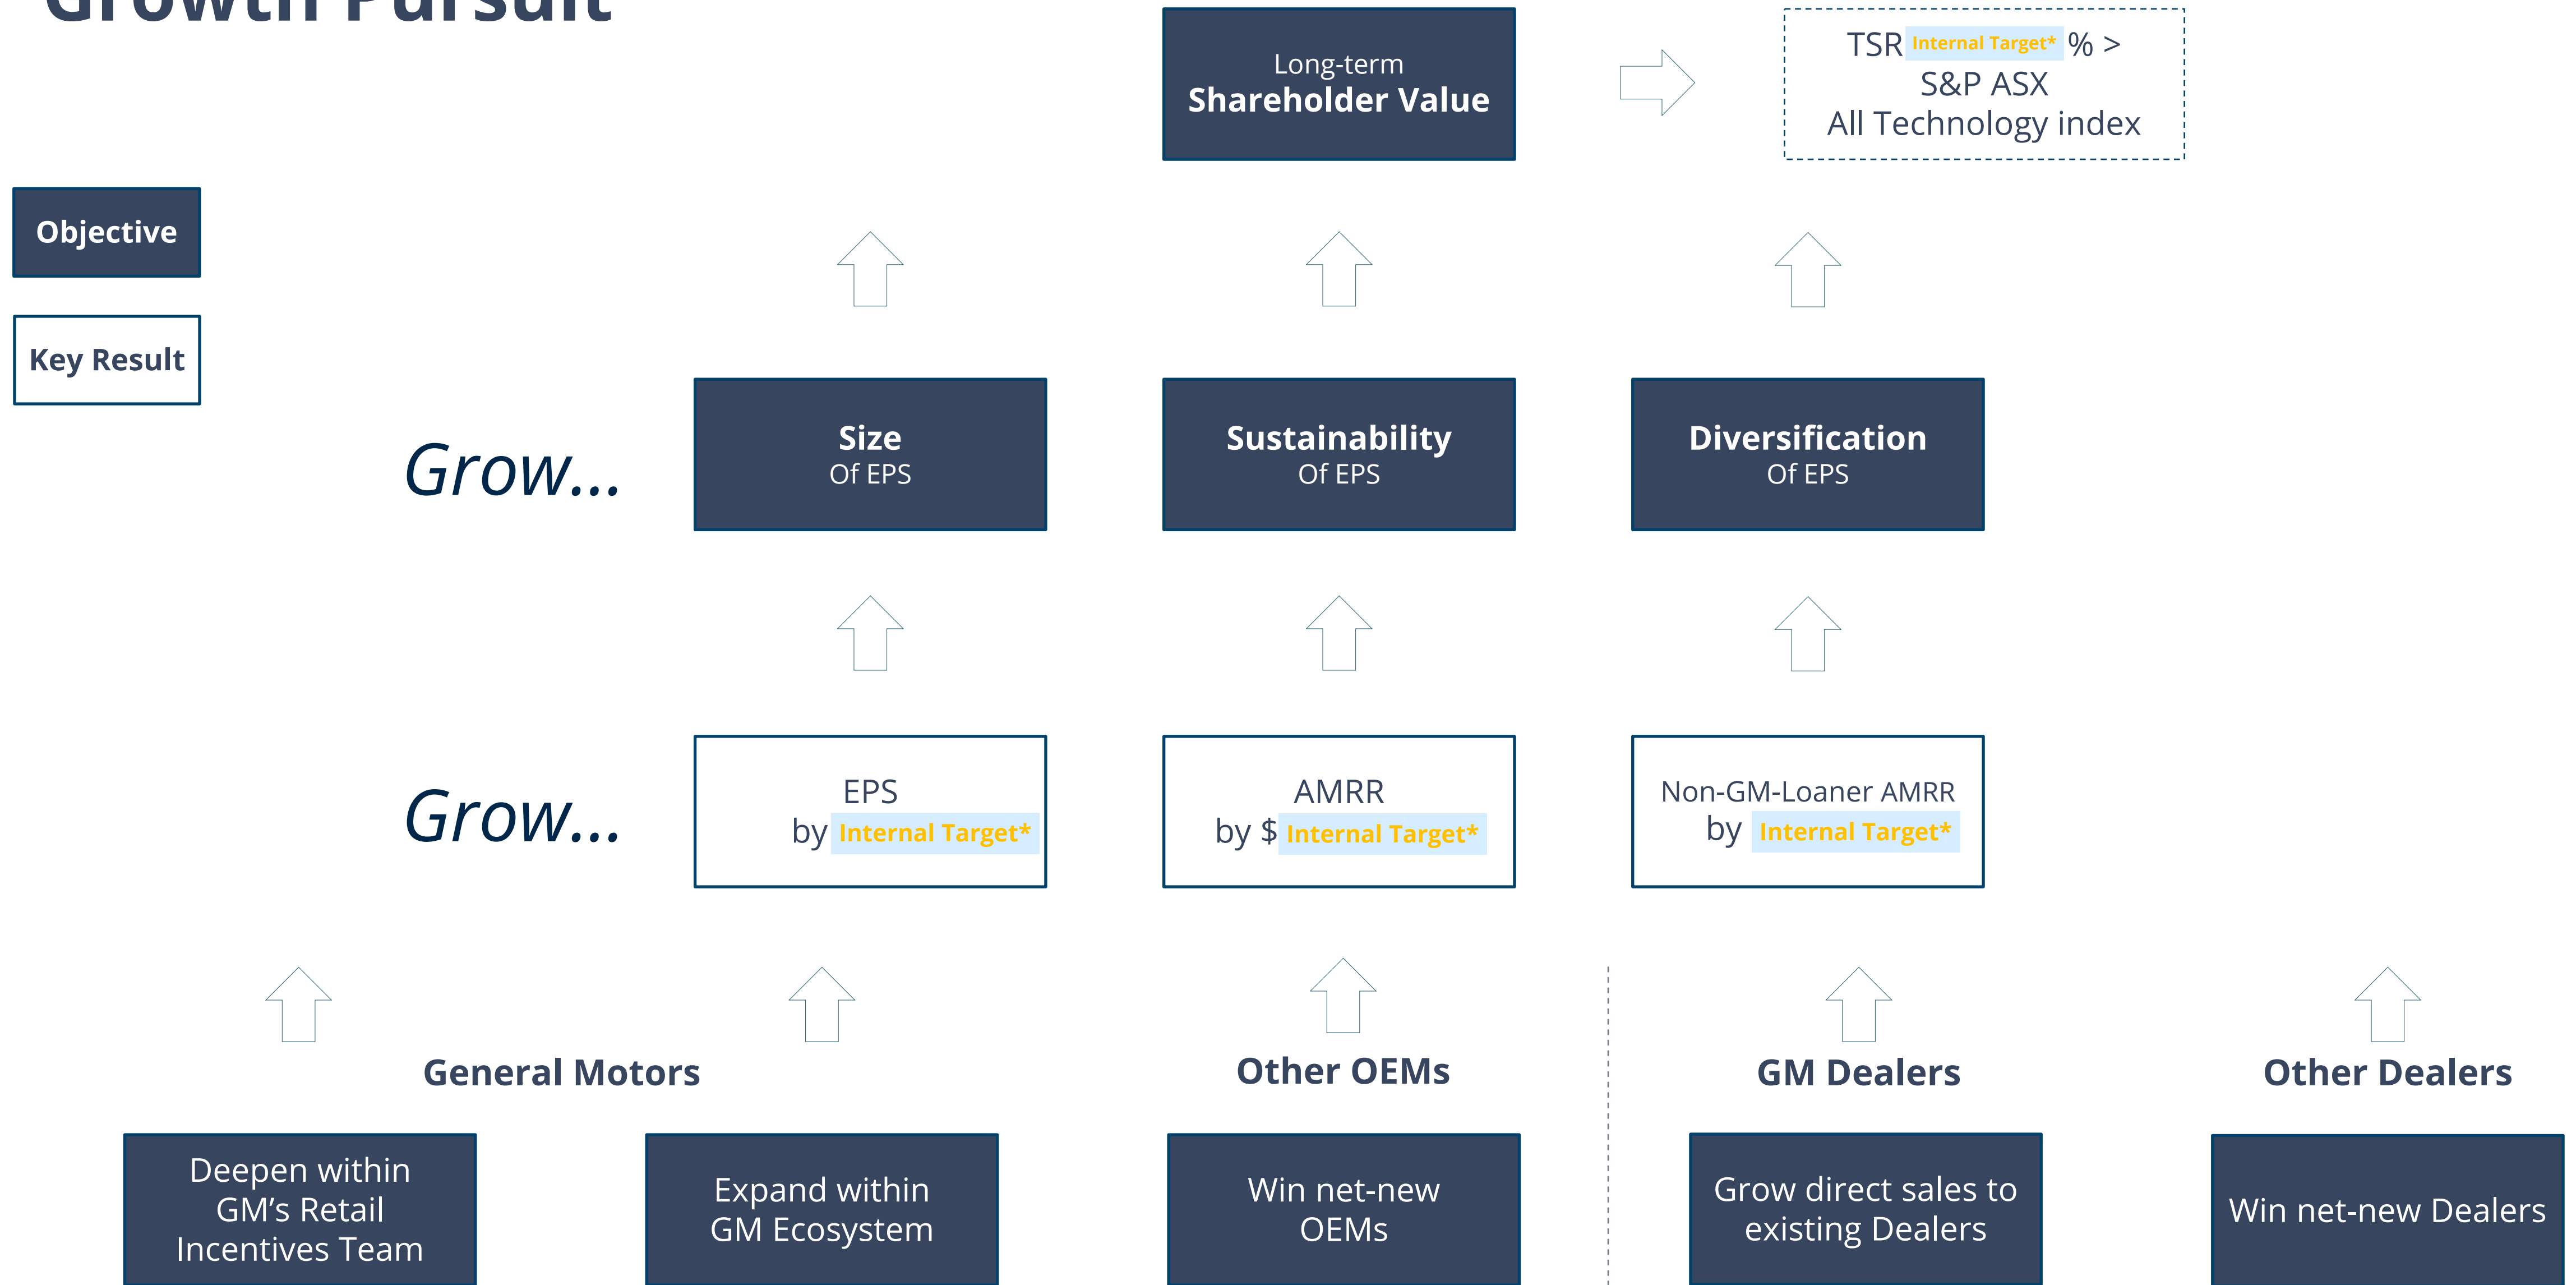 Growth Pursuit
Long-term
Shareholder Value
TSR Internal Target* % >
S&P ASX
All Technology index
Objective
Key Result
Grow...
Size
Of EPS
Sustainability
Of EPS
Diversification
Of EPS
Grow...
EPS
by Internal Target*
AMRR
by $ Internal Target*
Non-GM-Loaner AMRR
by Internal Target*
General Motors
Other OEMs
GM Dealers
Other Dealers
Deepen within
GM’s Retail
Incentives Team
Expand within
GM Ecosystem
Win net-new
OEMs
Grow direct sales to
existing Dealers
Win net-new Dealers